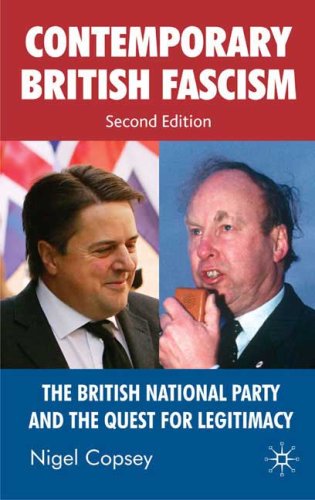 CONTEMPORARY
BRITISH FASCISM
Second Edition
THE BRITISH NATIONAL PARTY
AND THE QUEST FOR LEGITIMACY
Nigel Copsey